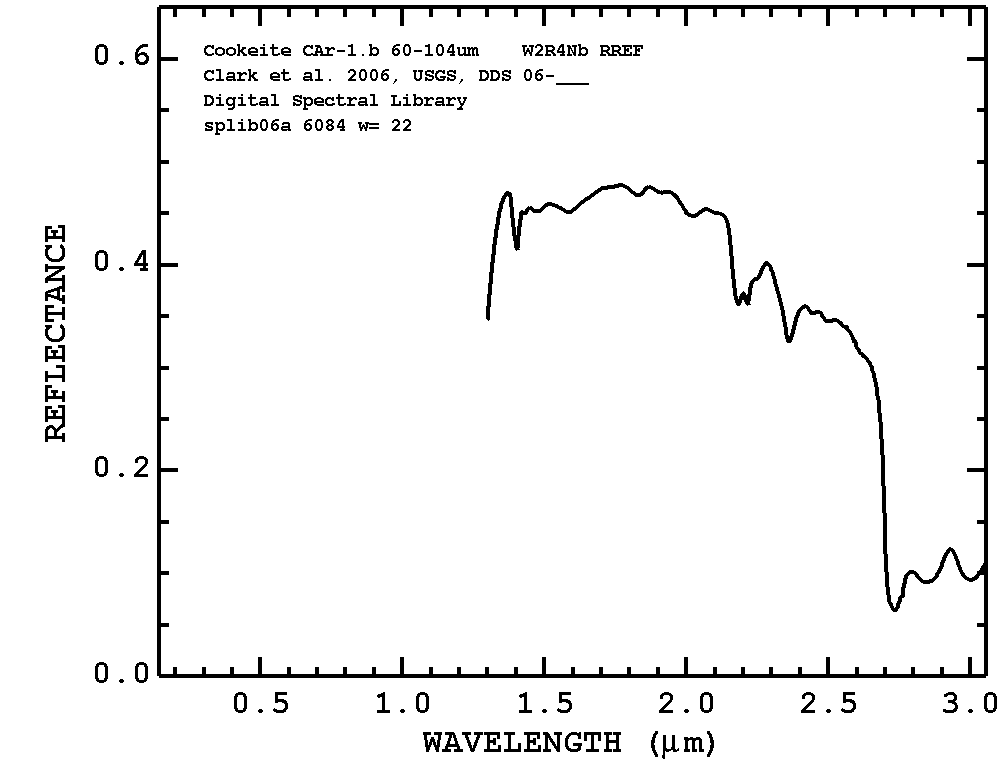 Cookeite CAr-1.b 60-104um W2R4Nb RREF
Clark et al. 2006, USGS, DDS 06-___
Digital Spectral Library
splib06a 6084 w= 22
REFLECTANCE
0.6
0.4
0.2
0.0
0.5 1.0 1.5 2.0 2.5 3.0
WAVELENGTH (μm)